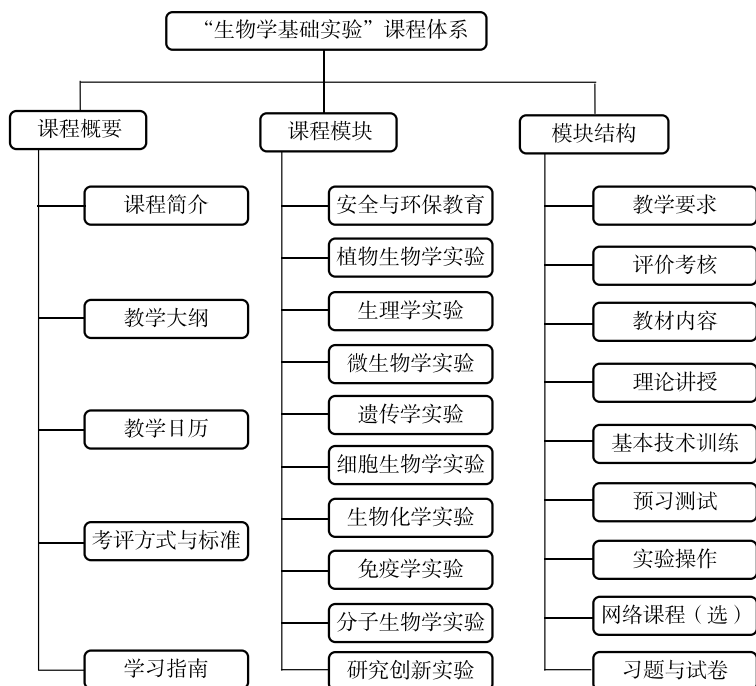 “生物学基础实验”课程体系
课程概要
课程简介
教学大纲
教学日历
考评方式与标准
学习指南
课程模块
安全与环保教育
植物生物学实验
生理学实验
微生物学实验
遗传学实验
细胞生物学实验
生物化学实验
免疫学实验
分子生物学实验
研究创新实验
模块结构
教学要求
评价考核
教材内容
理论讲授
基本技术训练
预习测试
实验操作
网络课程（选）
习题与试卷